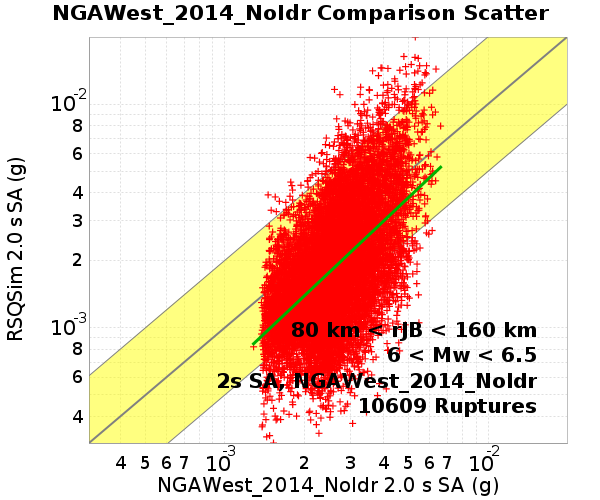 NGAWest_2014_NoIdr Comparison Scatter
RSQSim 2.0 s SA (g)
10-2
8
6
4
3
2
10-3
8
6
4
80 km < rJB < 160 km
6 < Mw < 6.5
2s SA, NGAWest_2014_NoIdr
10609 Ruptures
4 5 6 7 10-3 2 3 4 5 6 7 10-2
NGAWest_2014_NoIdr 2.0 s SA (g)